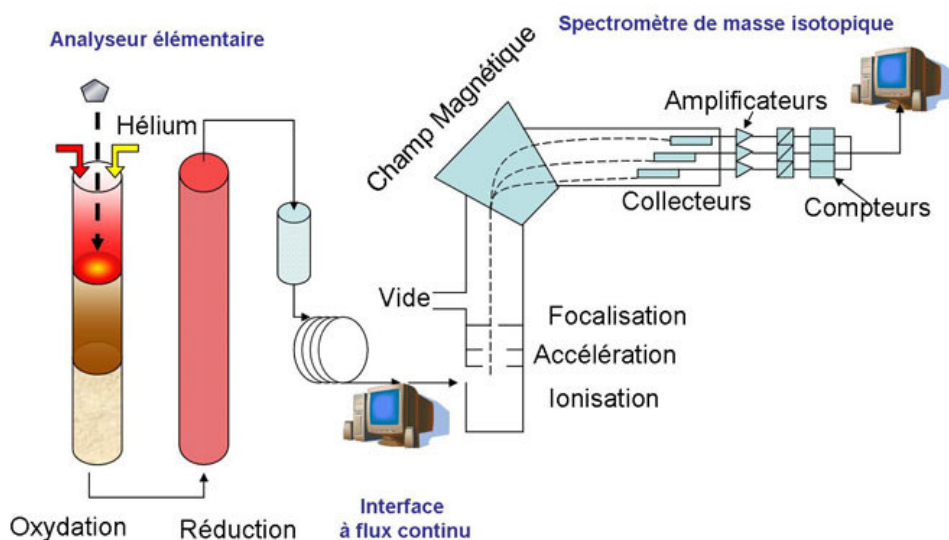 Analyseur élémentaire
Spectromètre de masse isotopique
Hélium
Champ Magnétique
Amplificateurs
Collecteurs
Compteurs
Vide
Focalisation
Accélération
Ionisation
Oxydation
Réduction
Interface
à flux continu